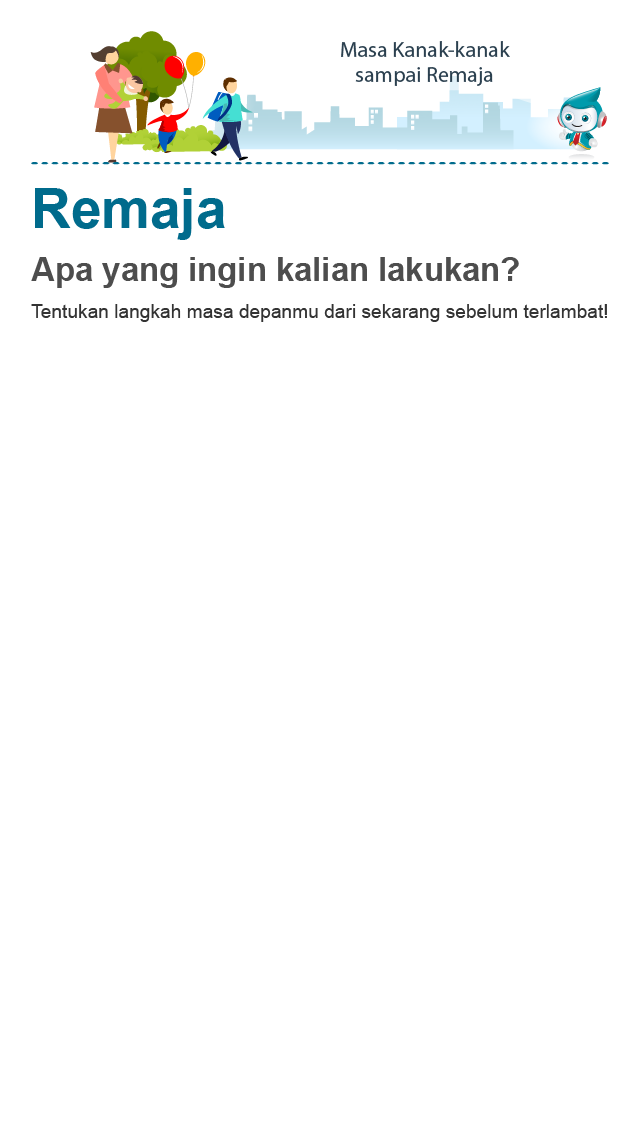 Masa Kanak-kanak
sampai Remaja
Remaja
Apa yang ingin kalian lakukan?
Tentukan langkah masa depanmu dari sekarang sebelum terlambat!